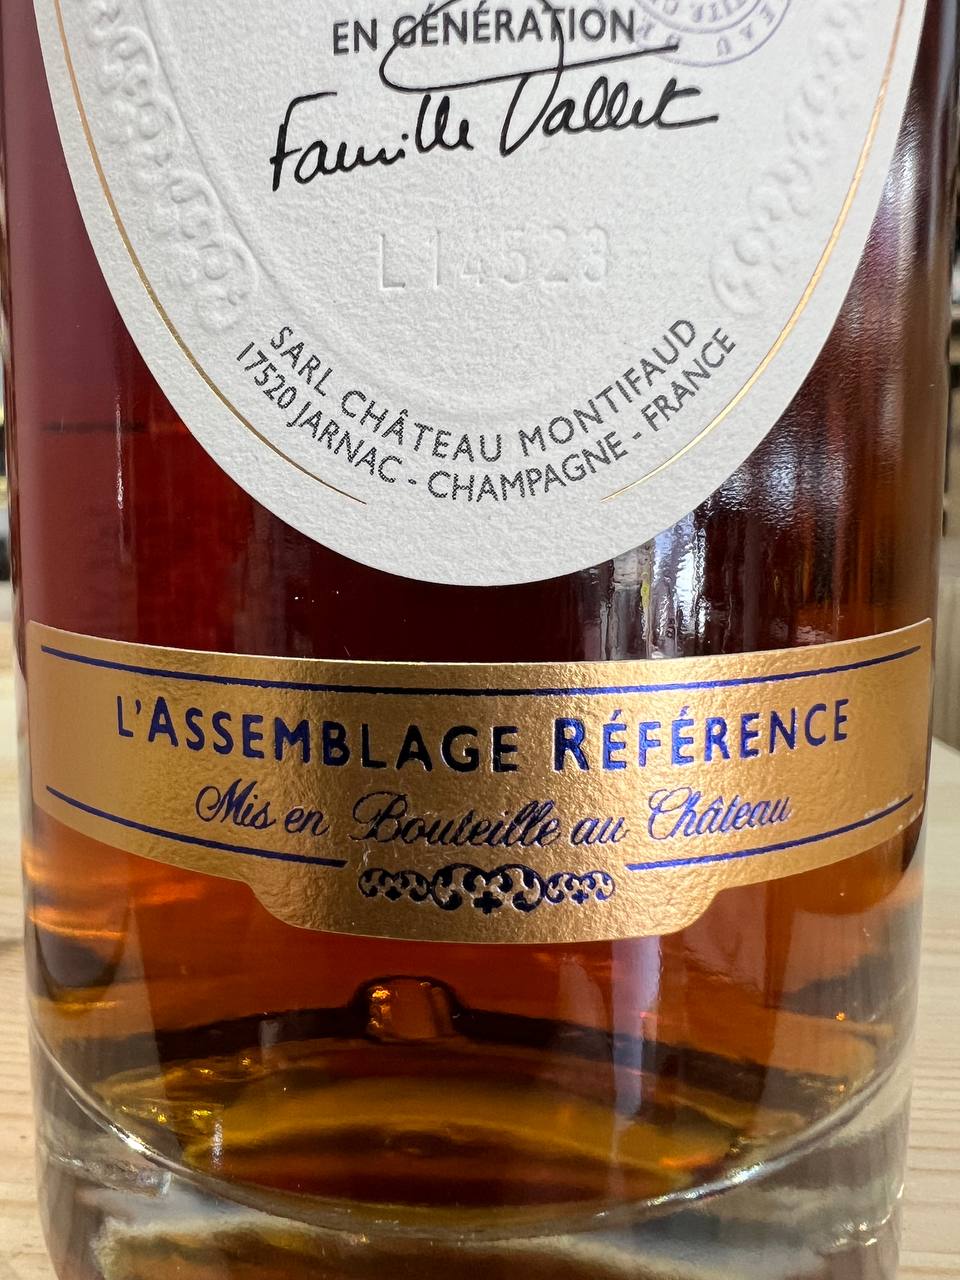 EN GÉNÉRATION
Famille Vallet
L14523
SARL CHÂTEAU MONTIFAUD
17520 JARNAC - CHAMPAGNE - FRANCE
L'ASSEMBLAGE RÉFÉRENCE
Mis en Bouteille au Château